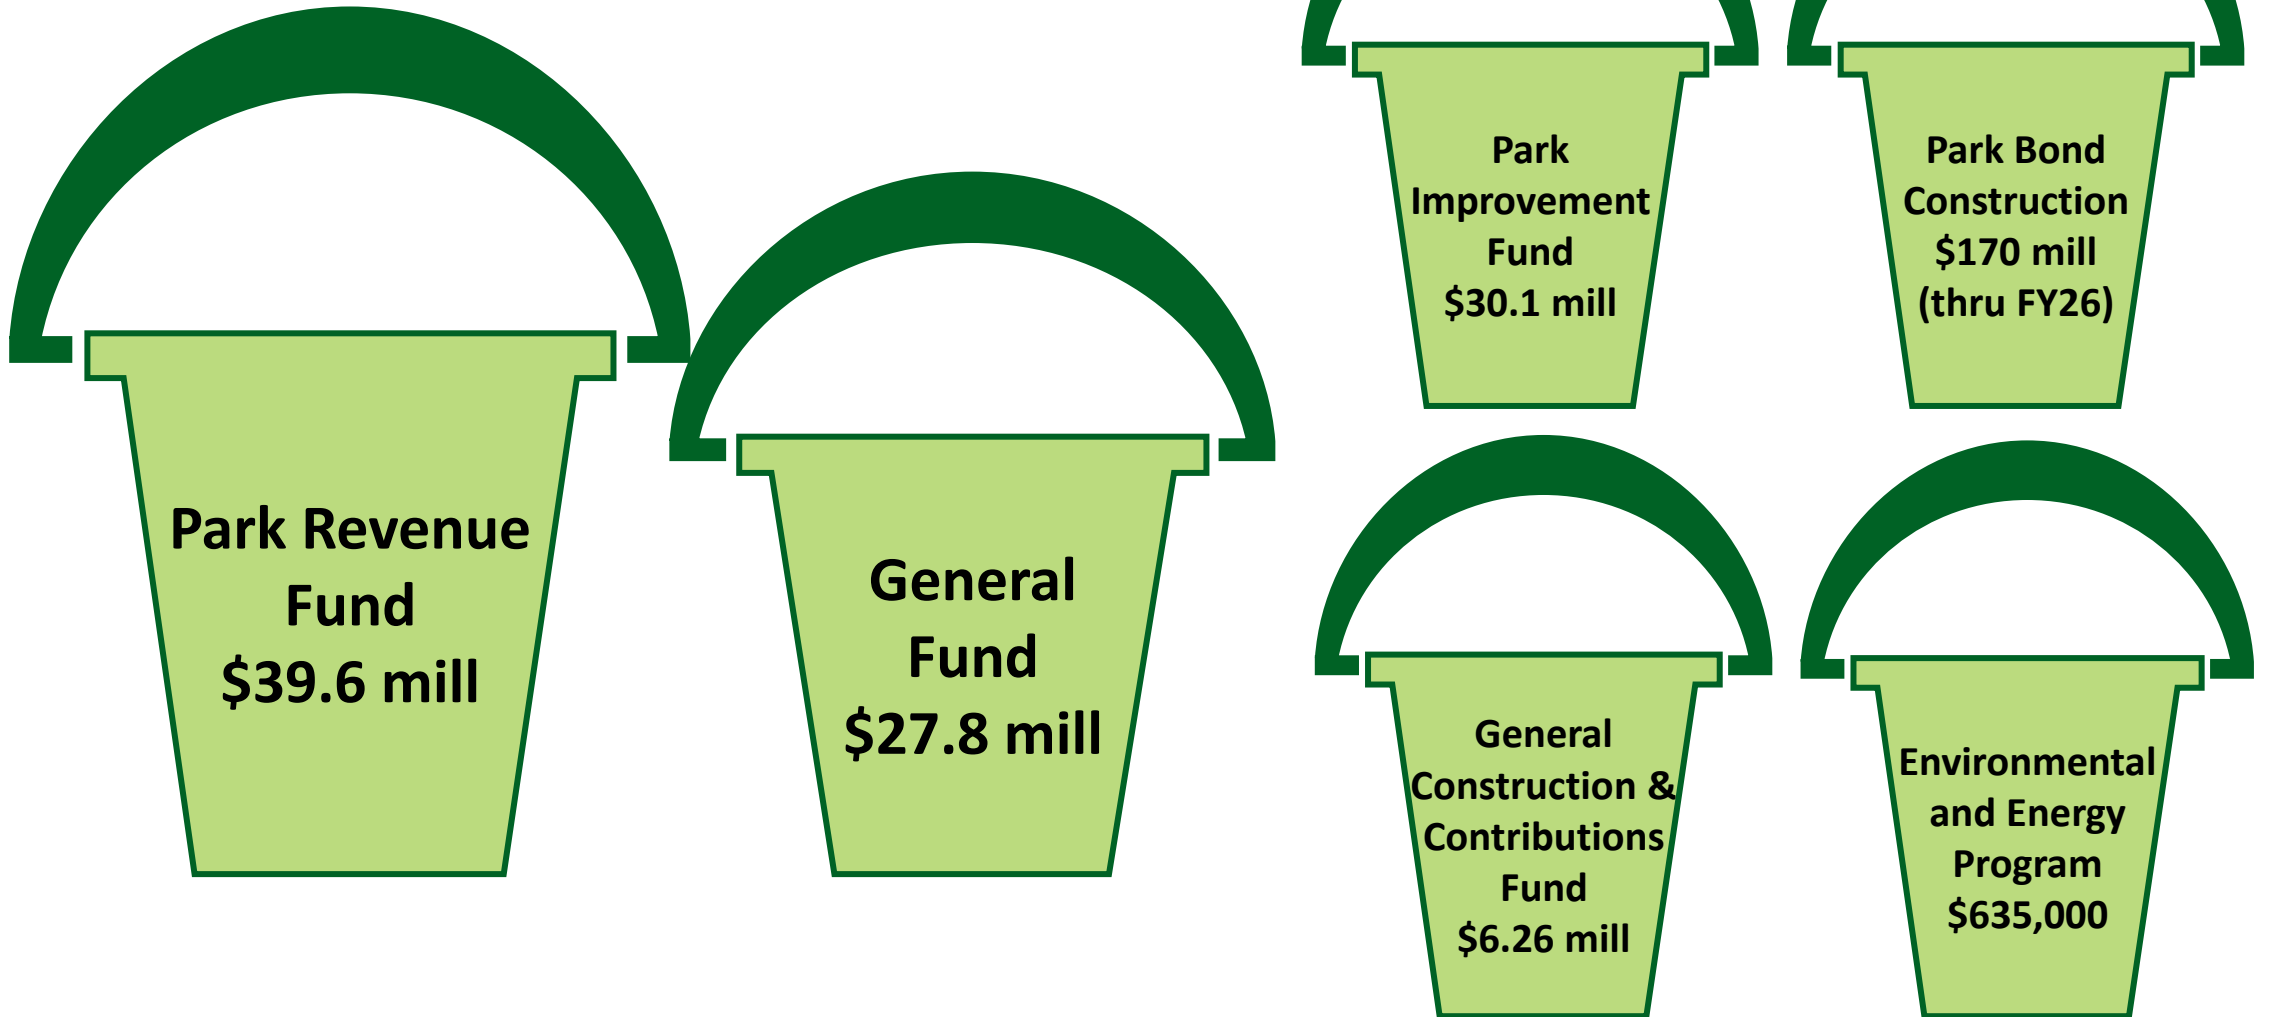 Park Revenue
Fund
$39.6 mill
General
Fund
$27.8 mill
Park
Improvement
Fund
$30.1 mill
Park Bond
Construction
$170 mill
(thru FY26)
General
Construction &
Contributions
Fund
$6.26 mill
Environmental
and Energy
Program
$635,000